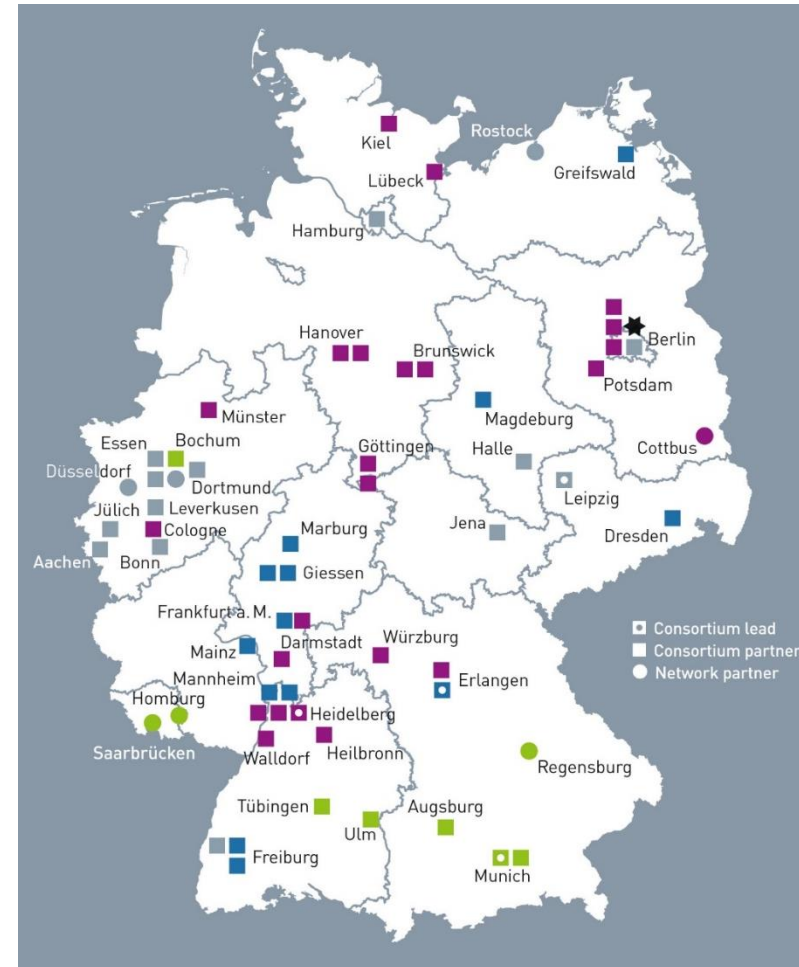 Rostock
Kiel
Greifswald
Lübeck
Hamburg
Hanover
Brunswick
Berlin
Potsdam
Münster
Magdeburg
Essen
Bochum
Göttingen
Halle
Cottbus
Düsseldorf
Dortmund
Leipzig
Jülich
Leverkusen
Cologne
Marburg
Jena
Dresden
Aachen
Bonn
Giessen
Frankfurt a. M.
Darmstadt
Würzburg
Mainz
Mannheim
Erlangen
Homburg
Heidelberg
Saarbrücken
Walldorf
Heilbronn
Regensburg
Tübingen
Augsburg
Ulm
Freiburg
Munich
Consortium lead
Consortium partner
Network partner